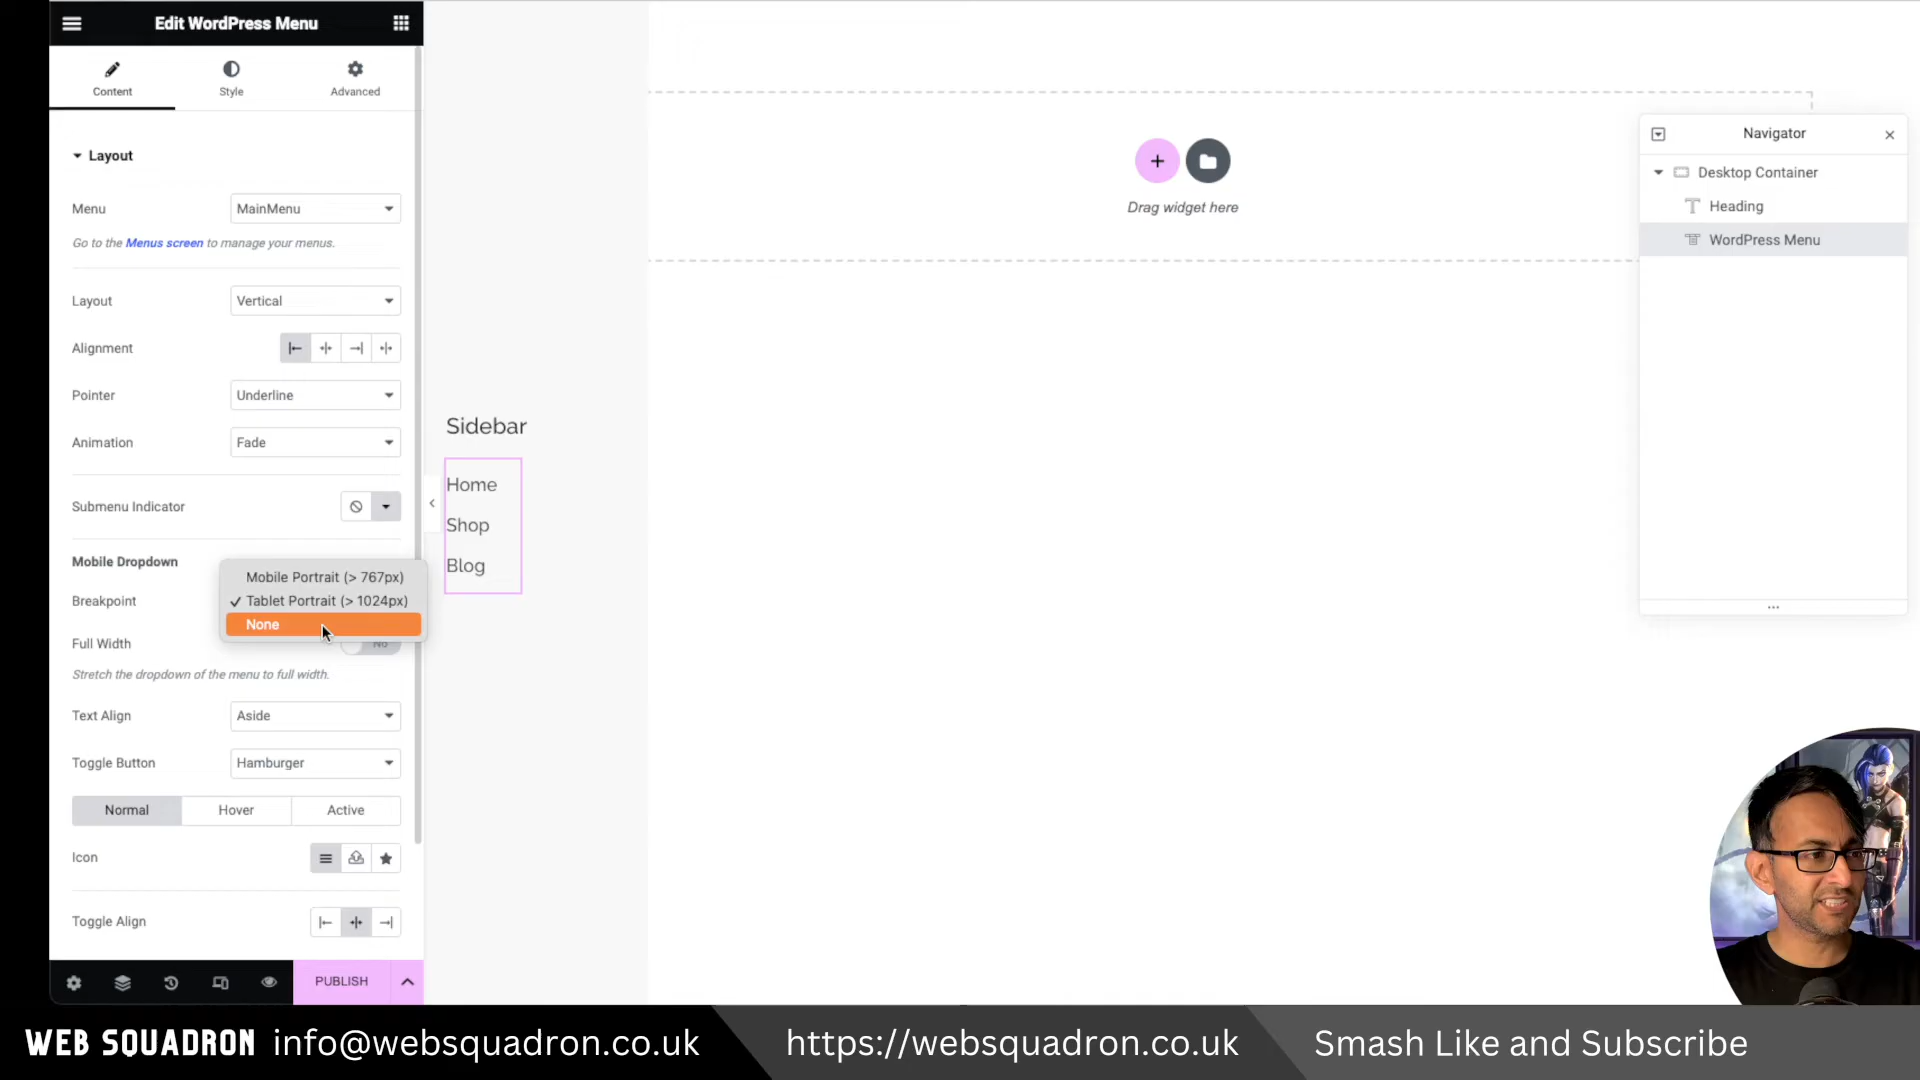 Edit WordPress Menu
Content
Style
Advanced
Layout
Menu
MainMenu
Go to the Menus screen to manage your menus.
Layout
Vertical
Alignment
Pointer
Underline
Animation
Fade
Submenu Indicator
Mobile Dropdown
Breakpoint
Mobile Portrait (> 767px)
Tablet Portrait (> 1024px)
None
Full Width
No
Stretch the dropdown of the menu to full width.
Text Align
Aside
Toggle Button
Hamburger
Normal
Hover
Active
Icon
Toggle Align
PUBLISH
Sidebar
Home
Shop
Blog
Drag widget here
Navigator
Desktop Container
Heading
WordPress Menu
WEB SQUADRON
info@websquadron.co.uk
https://websquadron.co.uk
Smash Like and Subscribe